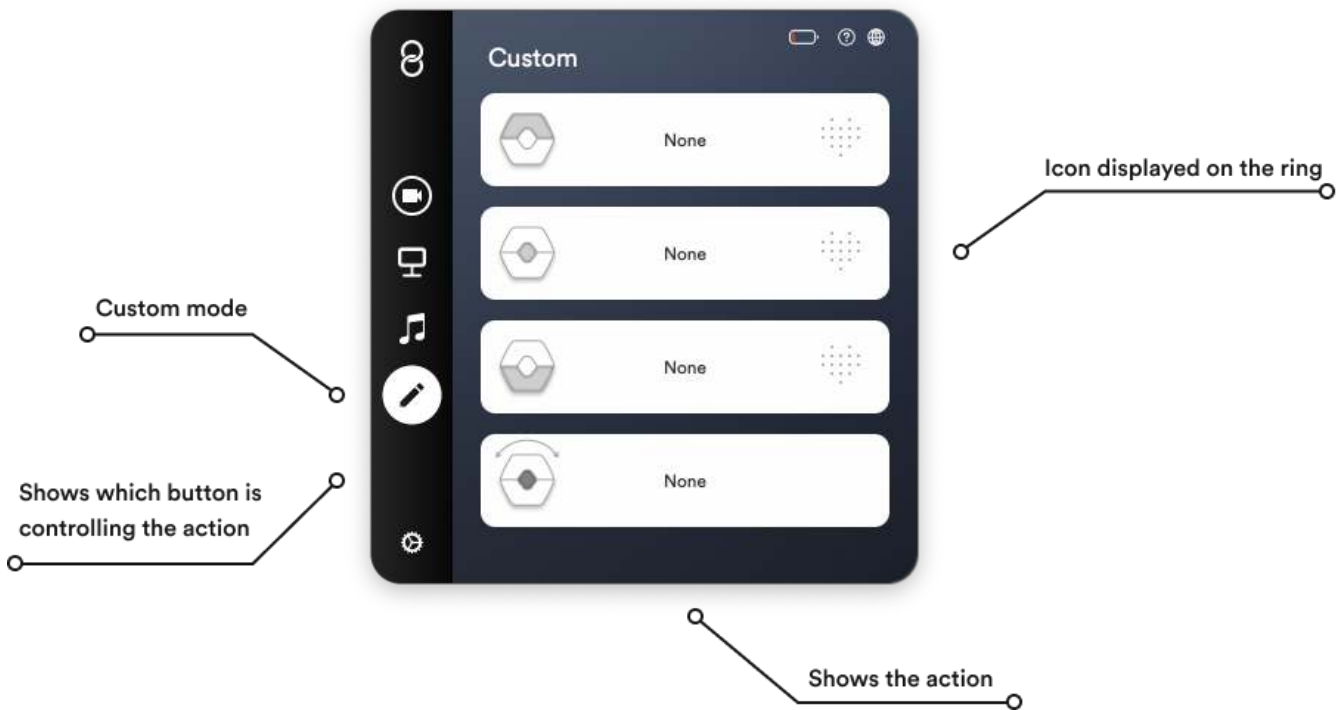 Custom
None
Icon displayed on the ring
None
Custom mode
None
Shows which button is
controlling the action
None
Shows the action